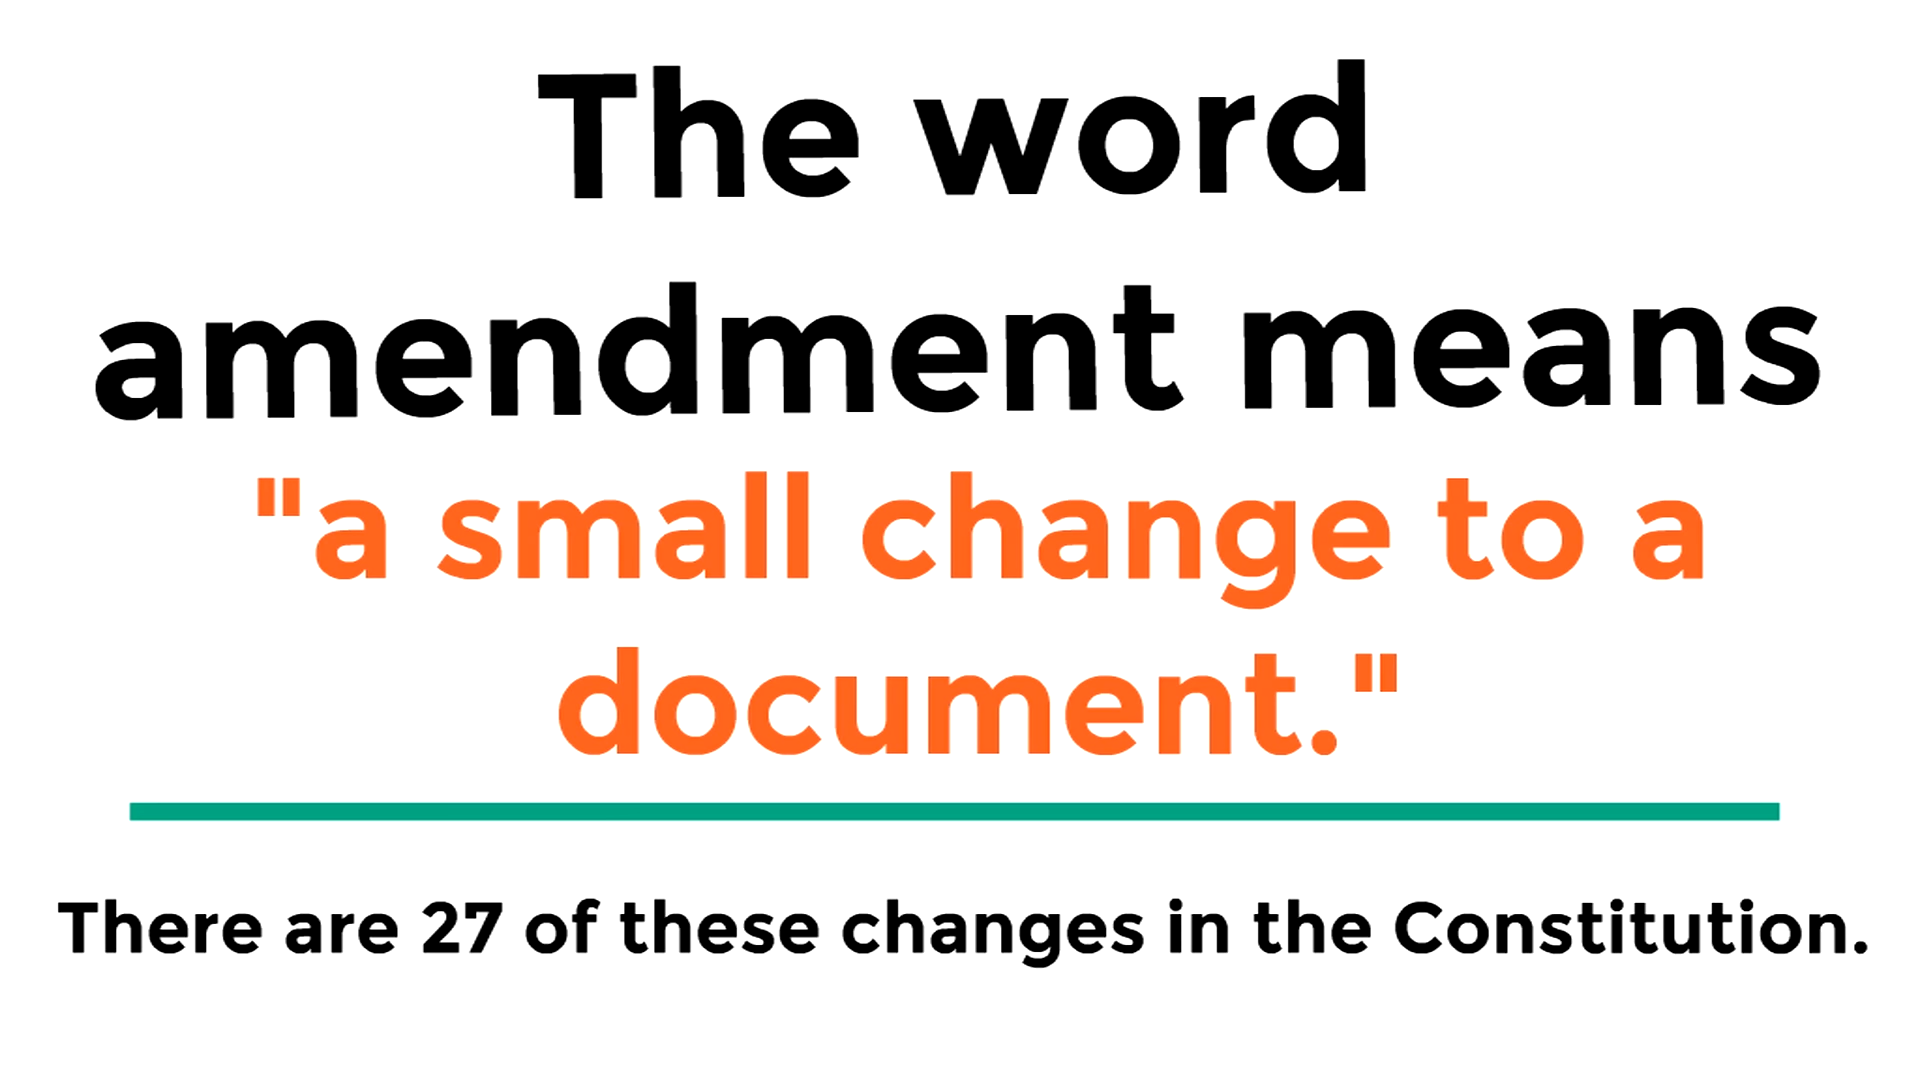 The word
amendment means
"a small change to a
document."
There are 27 of these changes in the Constitution.